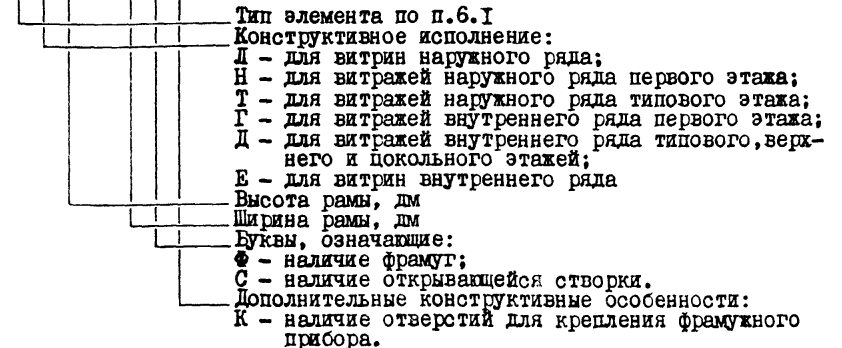 Тип элемента по п.6.I
Конструктивное исполнение:
Л - для витрин наружного ряда;
Н - для витражей наружного ряда первого этажа;
Т - для витражей наружного ряда типового этажа;
Г - для витражей внутреннего ряда первого этажа;
Д - для витражей внутреннего ряда типового,верх-
него и цокольного этажей;
Е - для витрин внутреннего ряда
Высота рамы, дм
Ширина рамы, дм
Буквы, означающие:
Ф - наличие фрамуг;
С - наличие открывающейся створки.
Дополнительные конструктивные особенности:
К - наличие отверстий для крепления фрамужного
прибора.